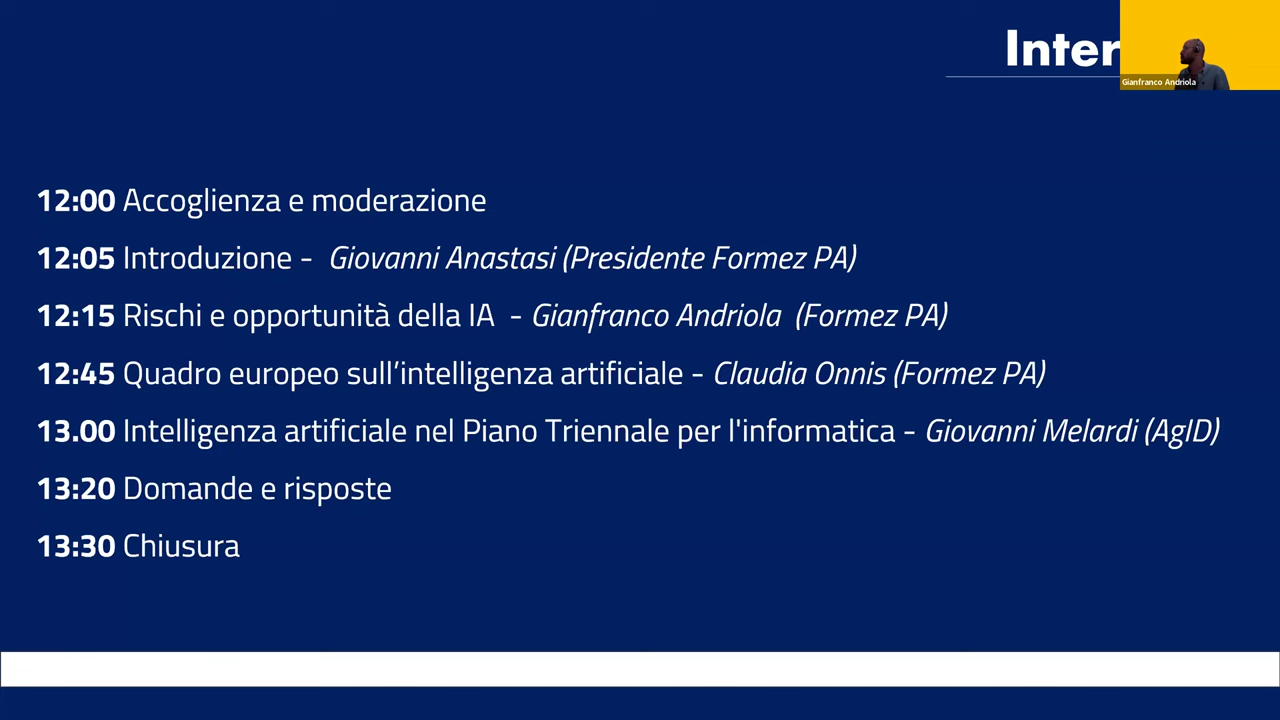 Inter
Gianfranco Andriola
12:00 Accoglienza e moderazione
12:05 Introduzione - Giovanni Anastasi (Presidente Formez PA)
12:15 Rischi e opportunità della IA - Gianfranco Andriola (Formez PA)
12:45 Quadro europeo sull’intelligenza artificiale - Claudia Onnis (Formez PA)
13.00 Intelligenza artificiale nel Piano Triennale per l'informatica - Giovanni Melardi (AgID)
13:20 Domande e risposte
13:30 Chiusura